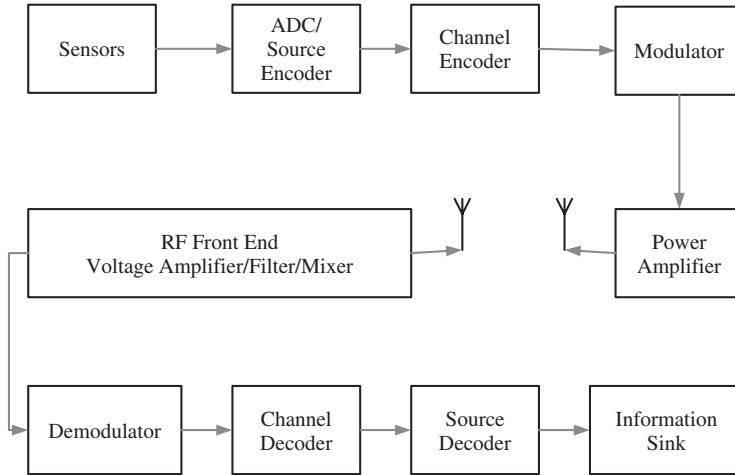 Sensors
ADC/
Source
Encoder
Channel
Encoder
Modulator
RF Front End
Voltage Amplifier/Filter/Mixer
Power
Amplifier
Demodulator
Channel
Decoder
Source
Decoder
Information
Sink